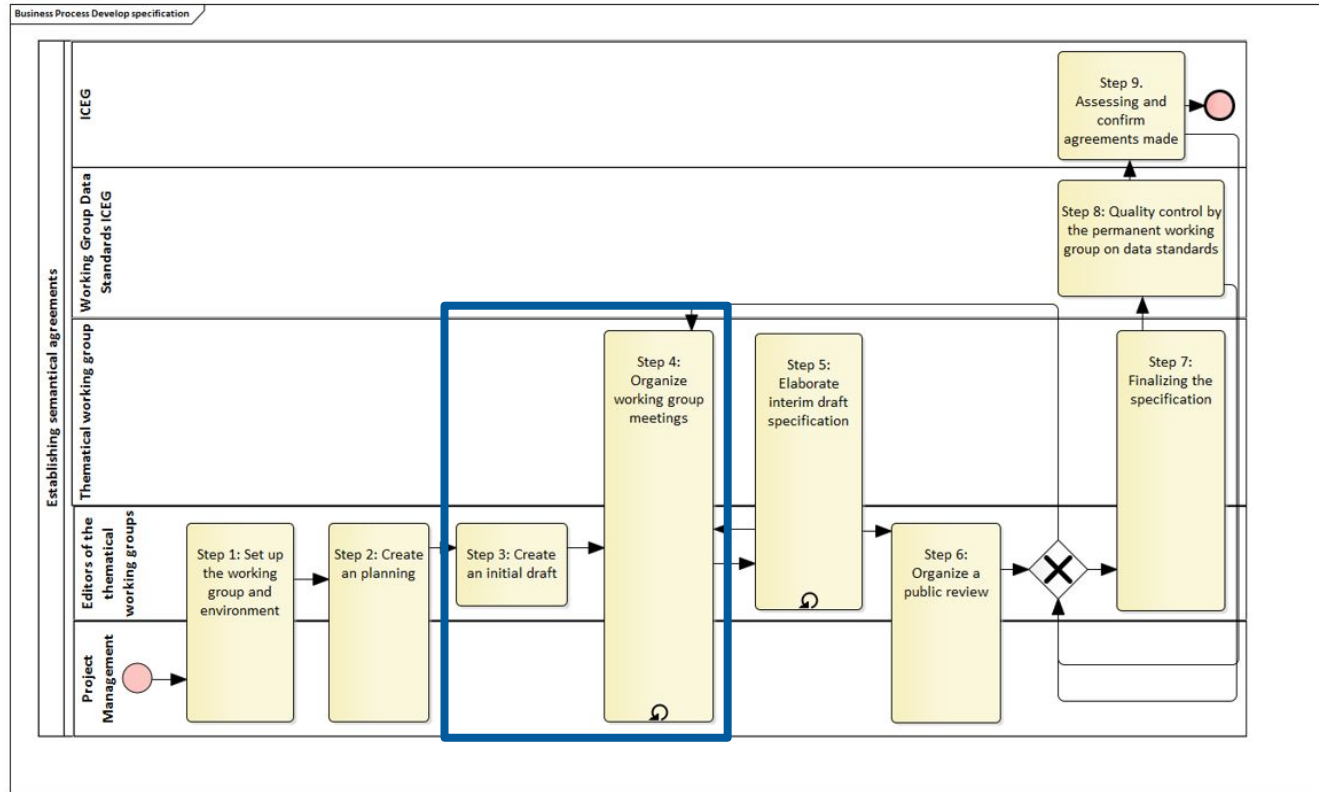 Business Process Develop specification
Establishing semantical agreements
ICEG
Step 9.
Assessing and
confirm
agreements made
Working Group Data
Standards ICEG
Step 8: Quality control by
the permanent working
group on data standards
Thematical working group
Step 4:
Organize
working group
meetings
Step 5:
Elaborate
interim draft
specification
Step 7:
Finalizing the
specification
Editors of the
thematical
working groups
Step 1: Set up
the working
group and
environment
Step 2: Create
an planning
Step 3: Create
an initial draft
Step 6:
Organize a
public review
Project
Management